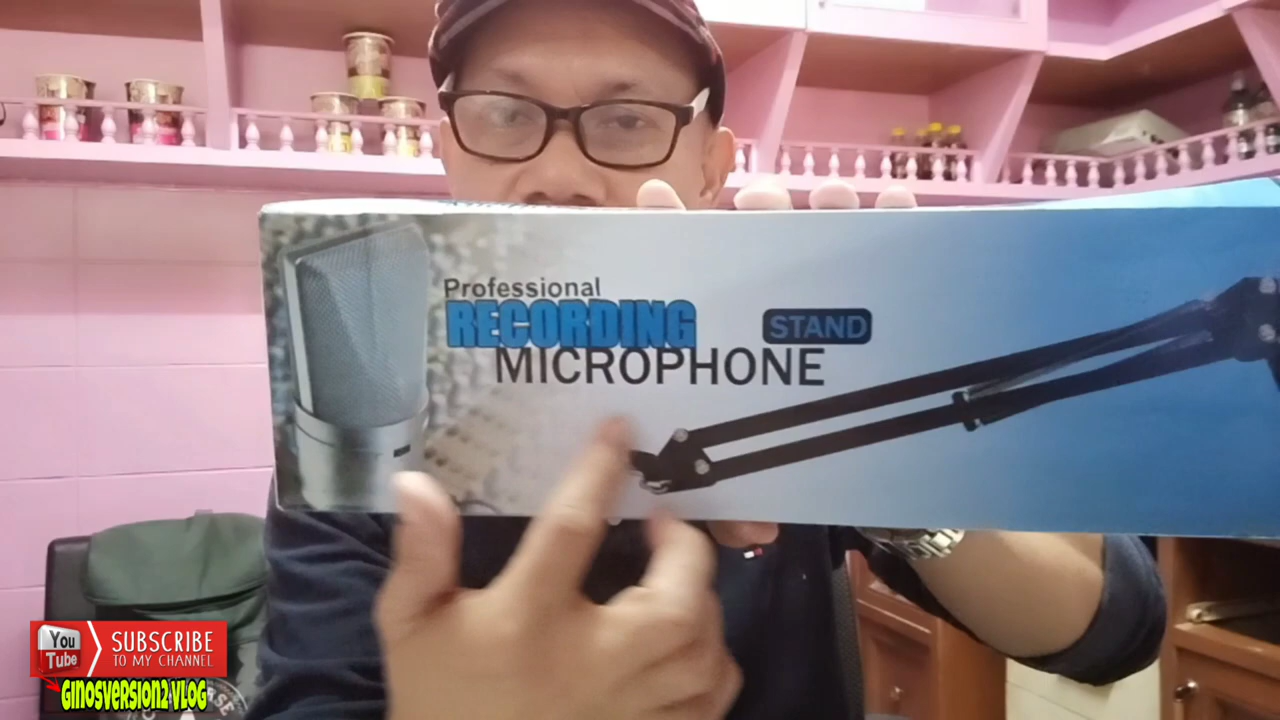 Professional
RECORDING
STAND
MICROPHONE
You
Tube
SUBSCRIBE
TO MY CHANNEL
GINOSVERSION2 VLOG